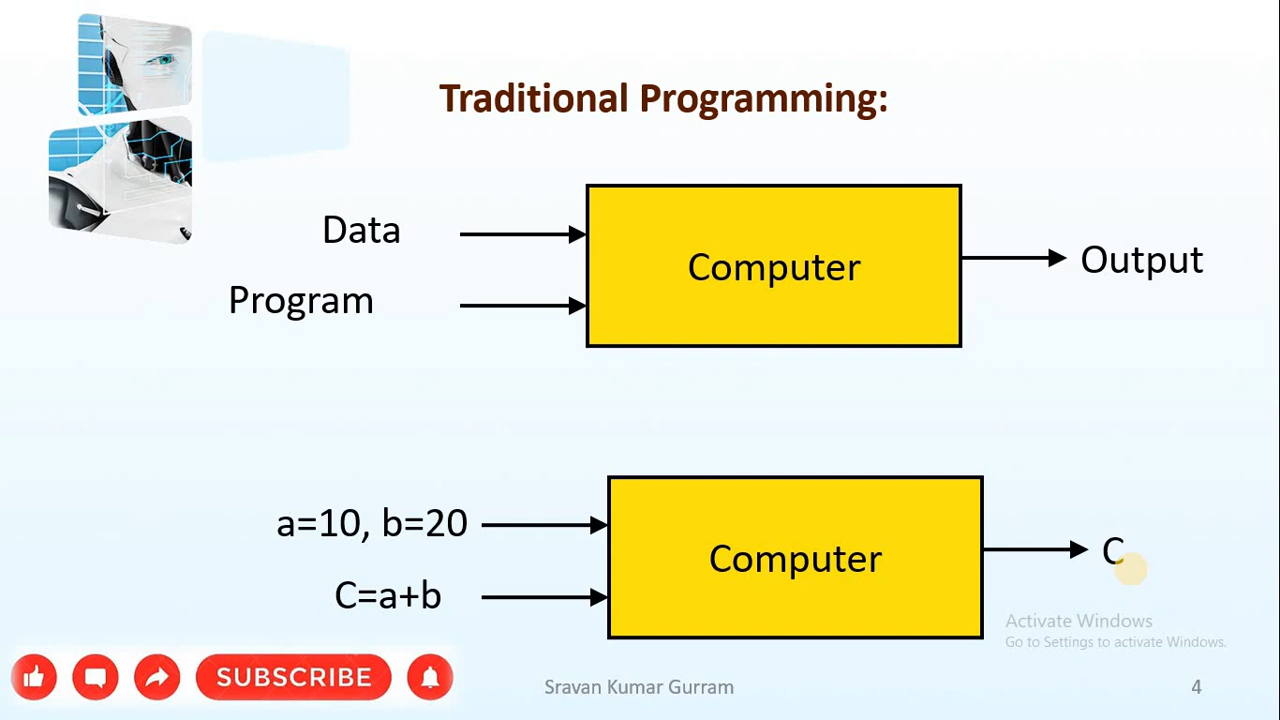 Traditional Programming:
Data
Program
Computer
Output
a=10, b=20
C=a+b
Computer
C
Activate Windows
Go to Settings to activate Windows.
SUBSCRIBE
Sravan Kumar Gurram
4